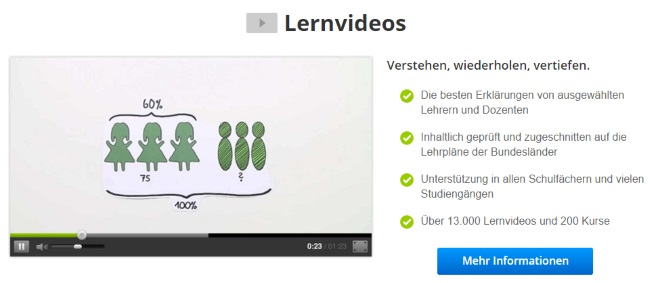 Lernvideos
60%
75
?
100%
0:23 / 01:23
Verstehen, wiederholen, vertiefen.
Die besten Erklärungen von ausgewählten
Lehrern und Dozenten
Inhaltlich geprüft und zugeschnitten auf die
Lehrpläne der Bundesländer
Unterstützung in allen Schulfächern und vielen
Studiengängen
Über 13.000 Lernvideos und 200 Kurse
Mehr Informationen